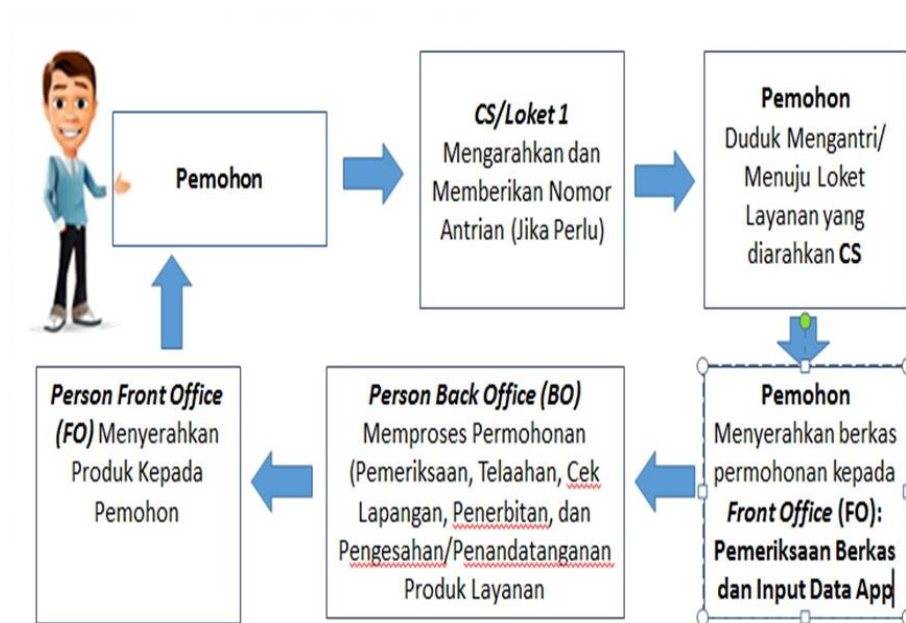 Pemohon
CS/Loket 1
Mengarahkan dan
Memberikan Nomor
Antrian (Jika Perlu)
Pemohon
Duduk Mengantri/
Menuju Loket
Layanan yang
diarahkan CS
Pemohon
Menyerahkan berkas
permohonan kepada
Front Office (FO):
Pemeriksaan Berkas
dan Input Data App
Person Back Office (BO)
Memproses Permohonan
(Pemeriksaan, Telaahan, Cek
Lapangan, Penerbitan, dan
Pengesahan/Penandatanganan
Produk Layanan
Person Front Office
(FO) Menyerahkan
Produk Kepada
Pemohon